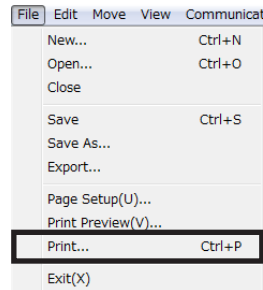 File Edit Move View Communicat
New... Ctrl+N
Open... Ctrl+O
Close
Save Ctrl+S
Save As...
Export...
Page Setup(U)...
Print Preview(V)...
Print... Ctrl+P
Exit(X)